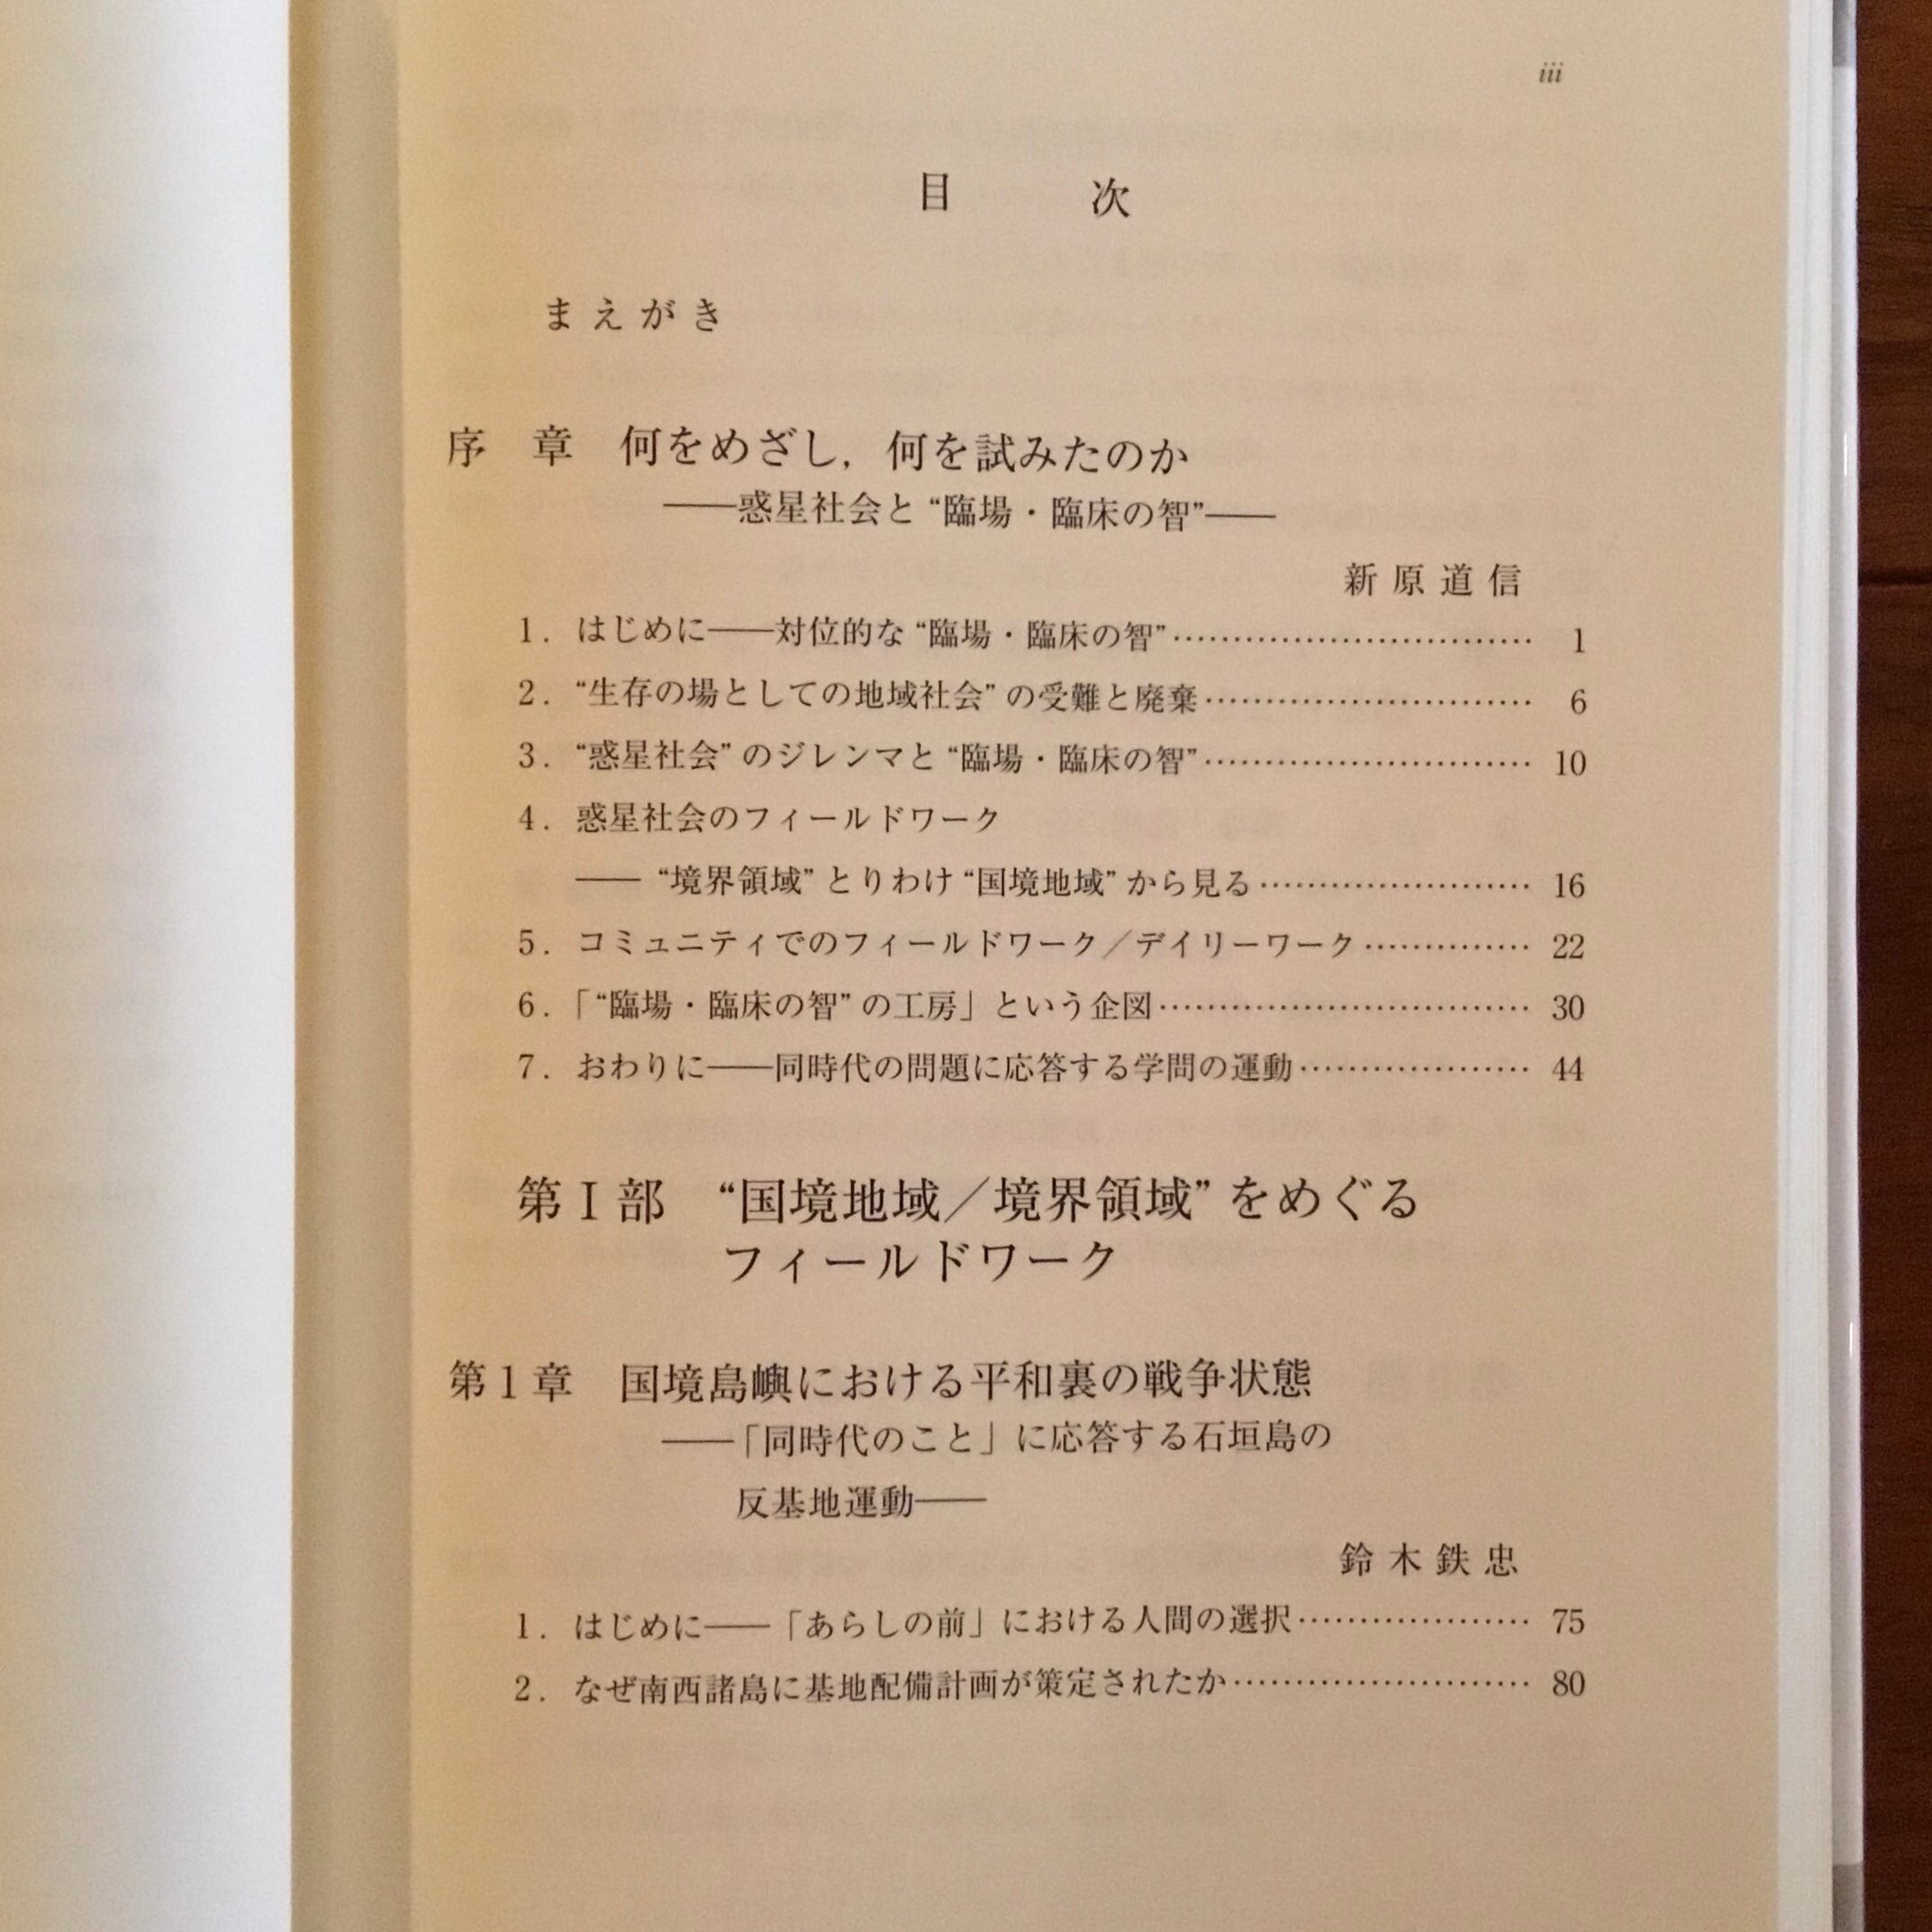 iii
目 次
まえがき
序 章 何をめざし，何を試みたのか
――惑星社会と“臨場・臨床の智”――
新原道信
1．はじめに――対位的な“臨場・臨床の智”…………………………… 1
2．“生存の場としての地域社会”の受難と廃棄………………………… 6
3．“惑星社会”のジレンマと“臨場・臨床の智”………………………… 10
4．惑星社会のフィールドワーク
――“境界領域”とりわけ“国境地域”から見る…………………… 16
5．コミュニティでのフィールドワーク／デイリーワーク…………… 22
6．「“臨場・臨床の智”の工房」という企図…………………………… 30
7．おわりに――同時代の問題に応答する学問の運動………………… 44
第Ⅰ部 “国境地域／境界領域”をめぐる
フィールドワーク
第1章 国境島嶼における平和裏の戦争状態
――「同時代のこと」に応答する石垣島の
反基地運動――
鈴木鉄忠
1．はじめに――「あらしの前」における人間の選択………………… 75
2．なぜ南西諸島に基地配備計画が策定されたか……………………… 80